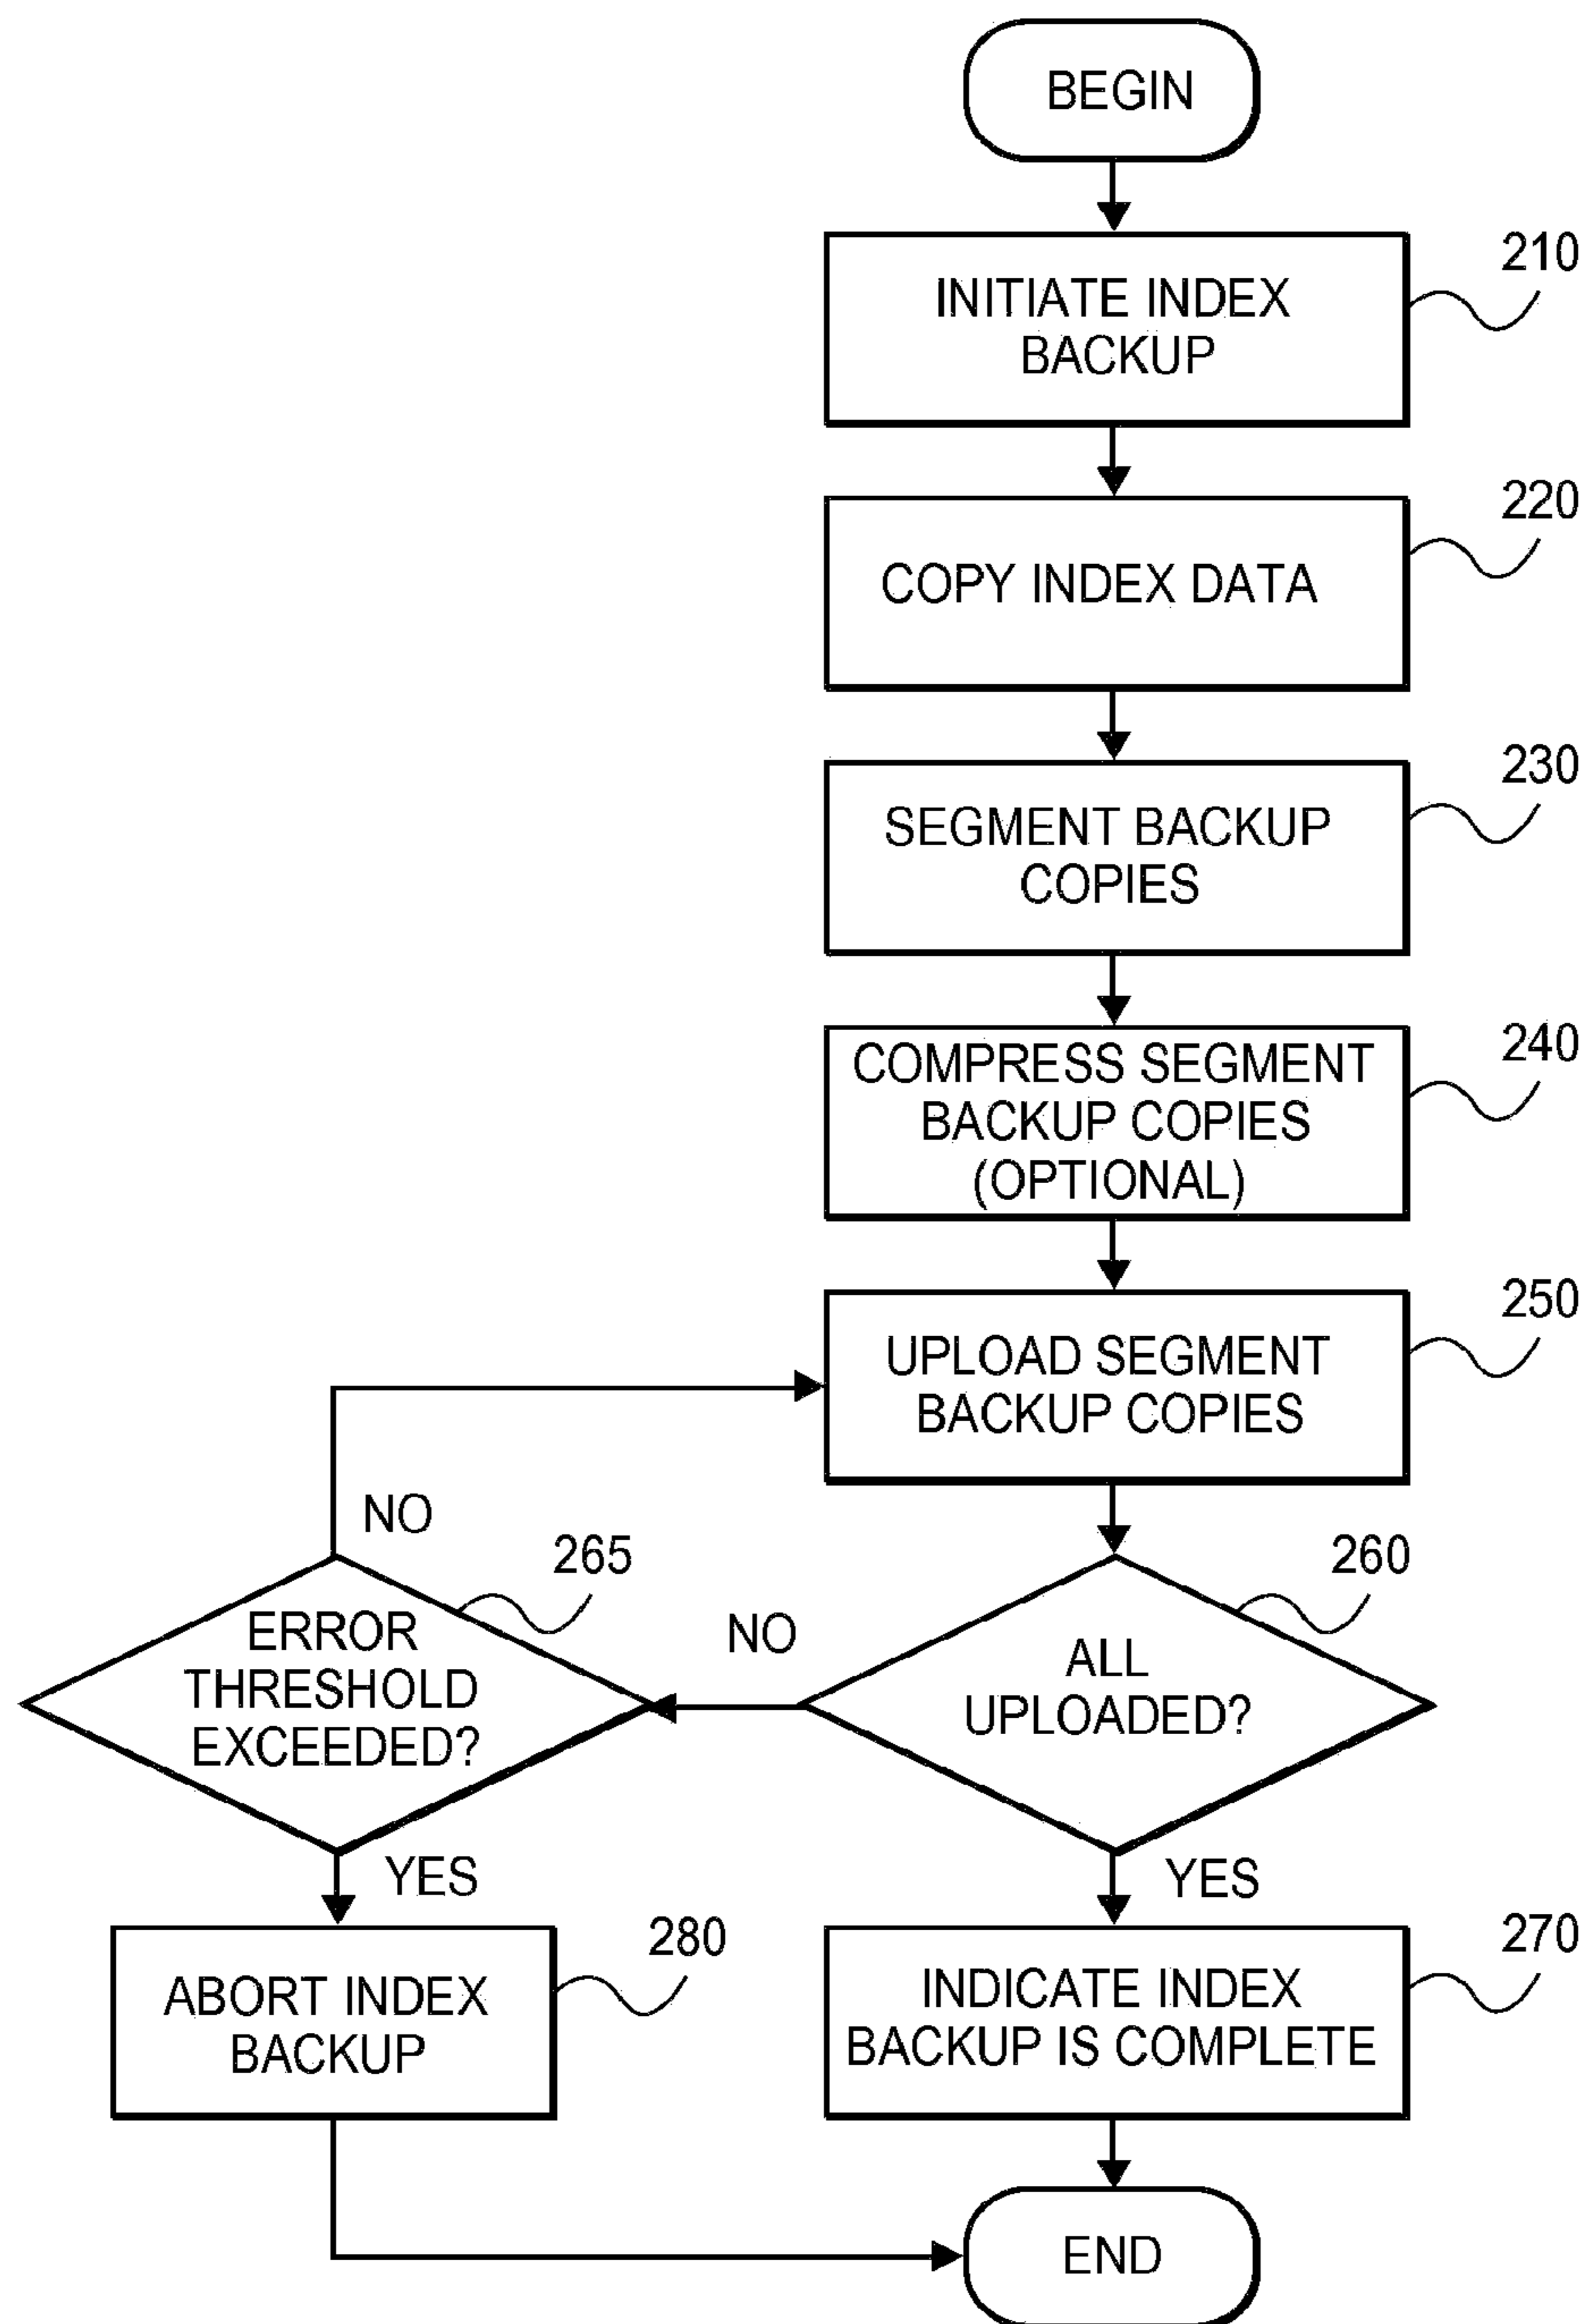 BEGIN
210
INITIATE INDEX
BACKUP
220
COPY INDEX DATA
230
SEGMENT BACKUP
COPIES
240
COMPRESS SEGMENT
BACKUP COPIES
(OPTIONAL)
250
UPLOAD SEGMENT
BACKUP COPIES
NO
265
260
ERROR
THRESHOLD
EXCEEDED?
NO
ALL
UPLOADED?
YES
YES
280
270
ABORT INDEX
BACKUP
INDICATE INDEX
BACKUP IS COMPLETE
END